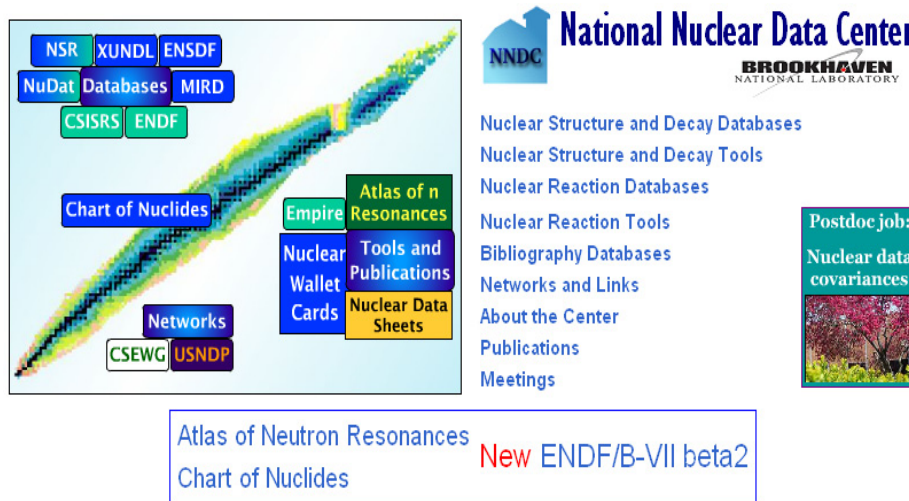 NSR XUNDL ENSDF
NuDat Databases MIRD
CSISRS ENDF
Chart of Nuclides
Empire
Atlas of n
Resonances
Nuclear
Wallet
Cards
Tools and
Publications
Nuclear Data
Sheets
Networks
CSEWG USNDP
NNDC
National Nuclear Data Center
BROOKHAVEN
NATIONAL LABORATORY
Nuclear Structure and Decay Databases
Nuclear Structure and Decay Tools
Nuclear Reaction Databases
Nuclear Reaction Tools
Bibliography Databases
Networks and Links
About the Center
Publications
Meetings
Postdoc job:
Nuclear data
covariances
Atlas of Neutron Resonances
Chart of Nuclides
New ENDF/B-VII beta2